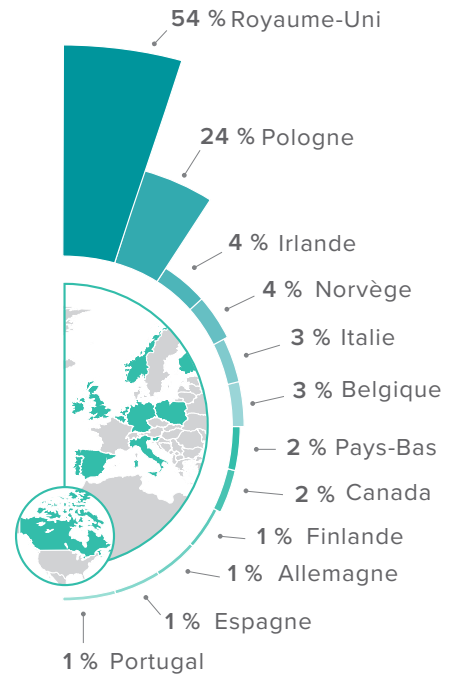 54 % Royaume-Uni
24 % Pologne
4 % Irlande
4 % Norvège
3 % Italie
3 % Belgique
2 % Pays-Bas
2 % Canada
1 % Finlande
1 % Allemagne
1 % Espagne
1 % Portugal